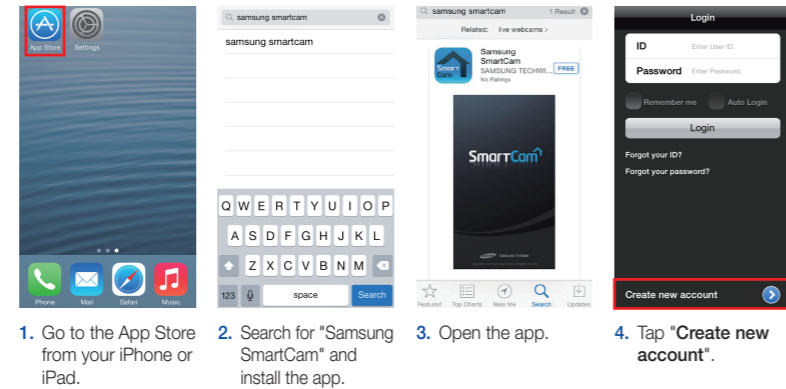 App Store
Settings
Phone
Mail
Safari
Music
1. Go to the App Store
from your iPhone or
iPad.
samsung smartcam
samsung smartcam
Q W E R T Y U I O P
A S D F G H J K L
Z X C V B N M
123
space
Search
2. Search for "Samsung
SmartCam" and
install the app.
samsung smartcam 1 Result
Related: live webcams >
Smart
Cam
Samsung
SmartCam
SAMSUNG TECHWI...
FREE
No Ratings
SmartCam
SAMSUNG TECHWIN
Featured
Top Charts
Near Me
Search
Updates
3. Open the app.
Login
ID Enter User ID.
Password Enter Password.
Remember me Auto Login
Login
Forgot your ID?
Forgot your password?
Create new account
4. Tap "Create new
account".